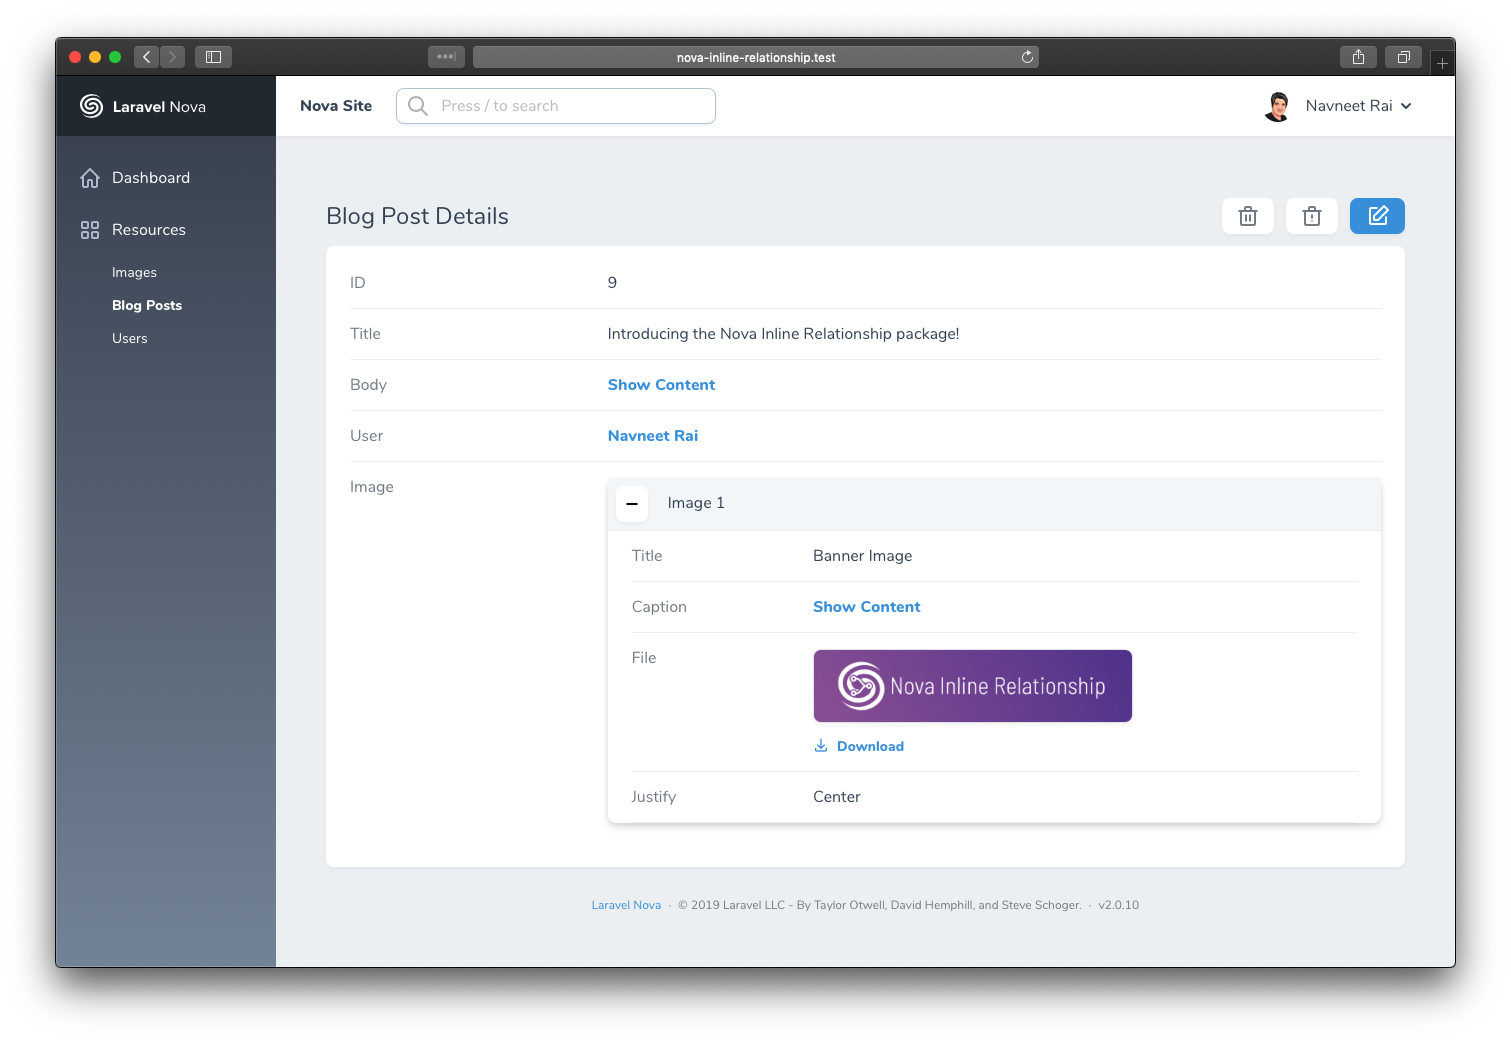 nova-inline-relationship.test
Laravel Nova
Nova Site
Press / to search
Navneet Rai
Dashboard
Resources
Images
Blog Posts
Users
Blog Post Details
ID 9
Title Introducing the Nova Inline Relationship package!
Body Show Content
User Navneet Rai
Image
Image 1
Title Banner Image
Caption Show Content
File
Nova Inline Relationship
Download
Justify Center
Laravel Nova · © 2019 Laravel LLC - By Taylor Otwell, David Hemphill, and Steve Schoger. · v2.0.10